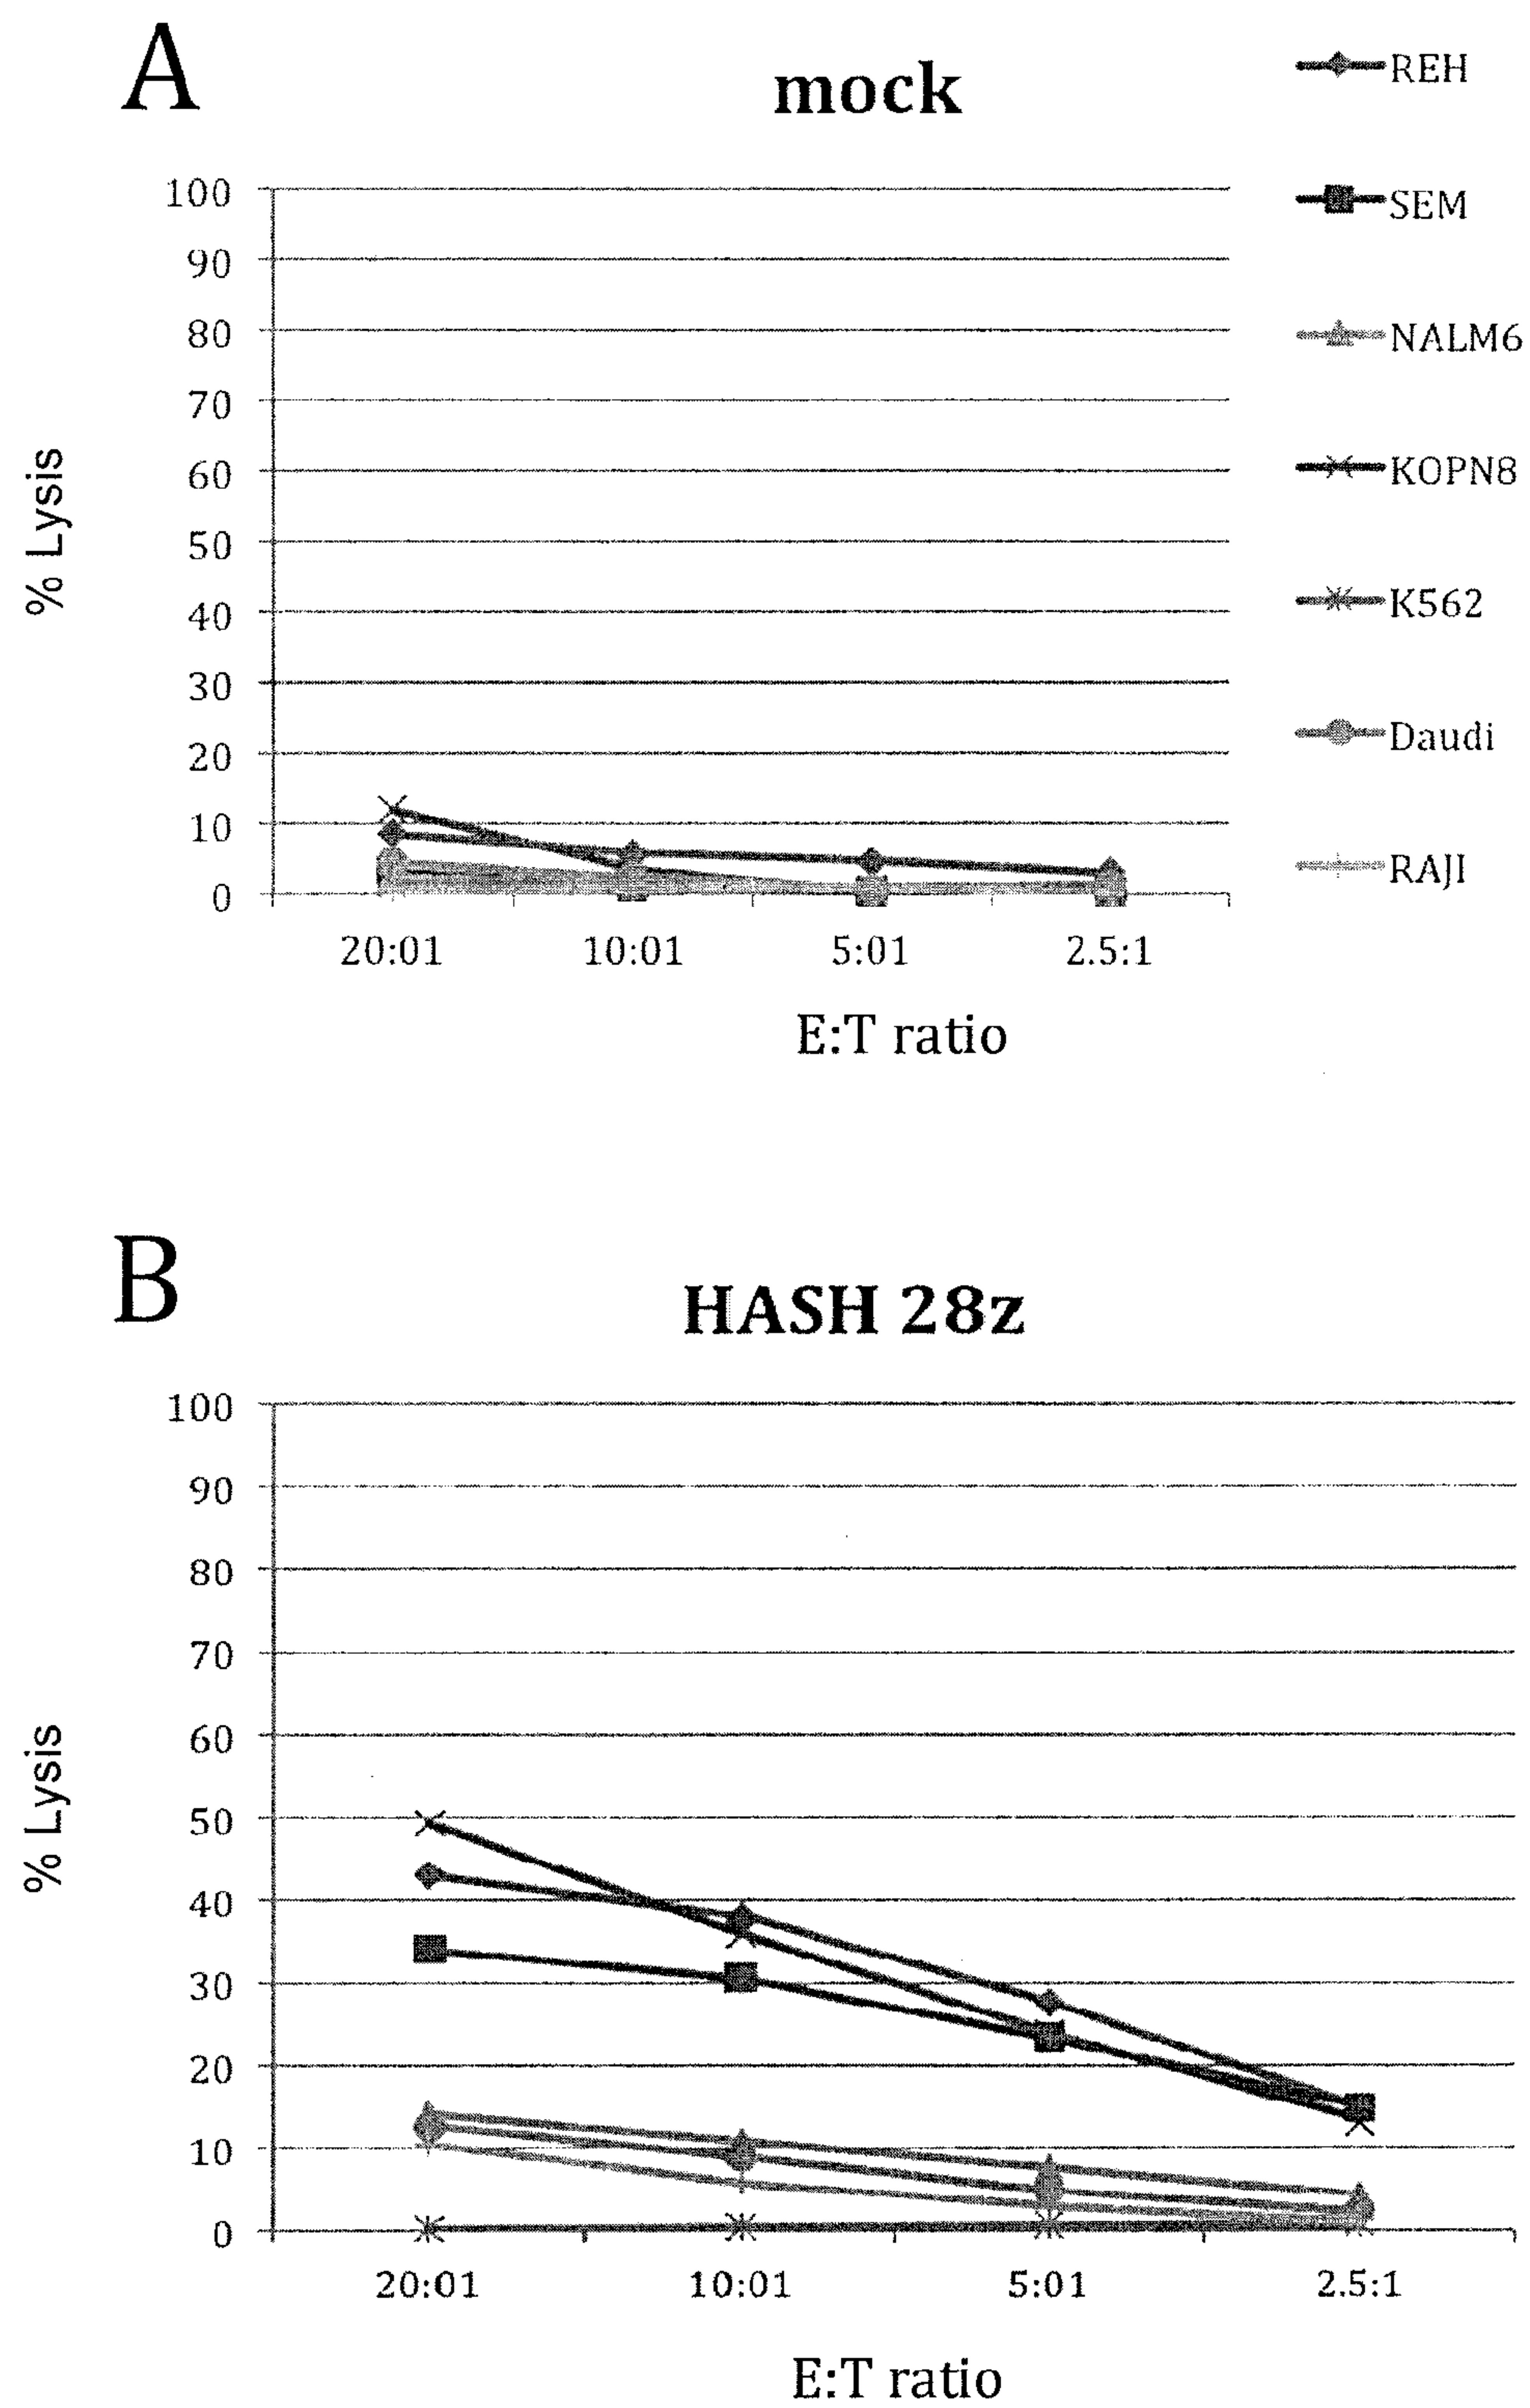 A
mock
REH
SEM
NALM6
KOPN8
K562
Daudi
RAJI
100
90
80
70
60
50
40
30
20
10
0
% Lysis
20:01 10:01 5:01 2.5:1
E:T ratio
B
HASH 28z
100
90
80
70
60
50
40
30
20
10
0
% Lysis
20:01 10:01 5:01 2.5:1
E:T ratio